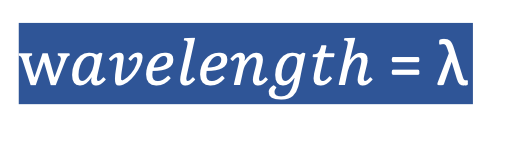 wavelength = λ